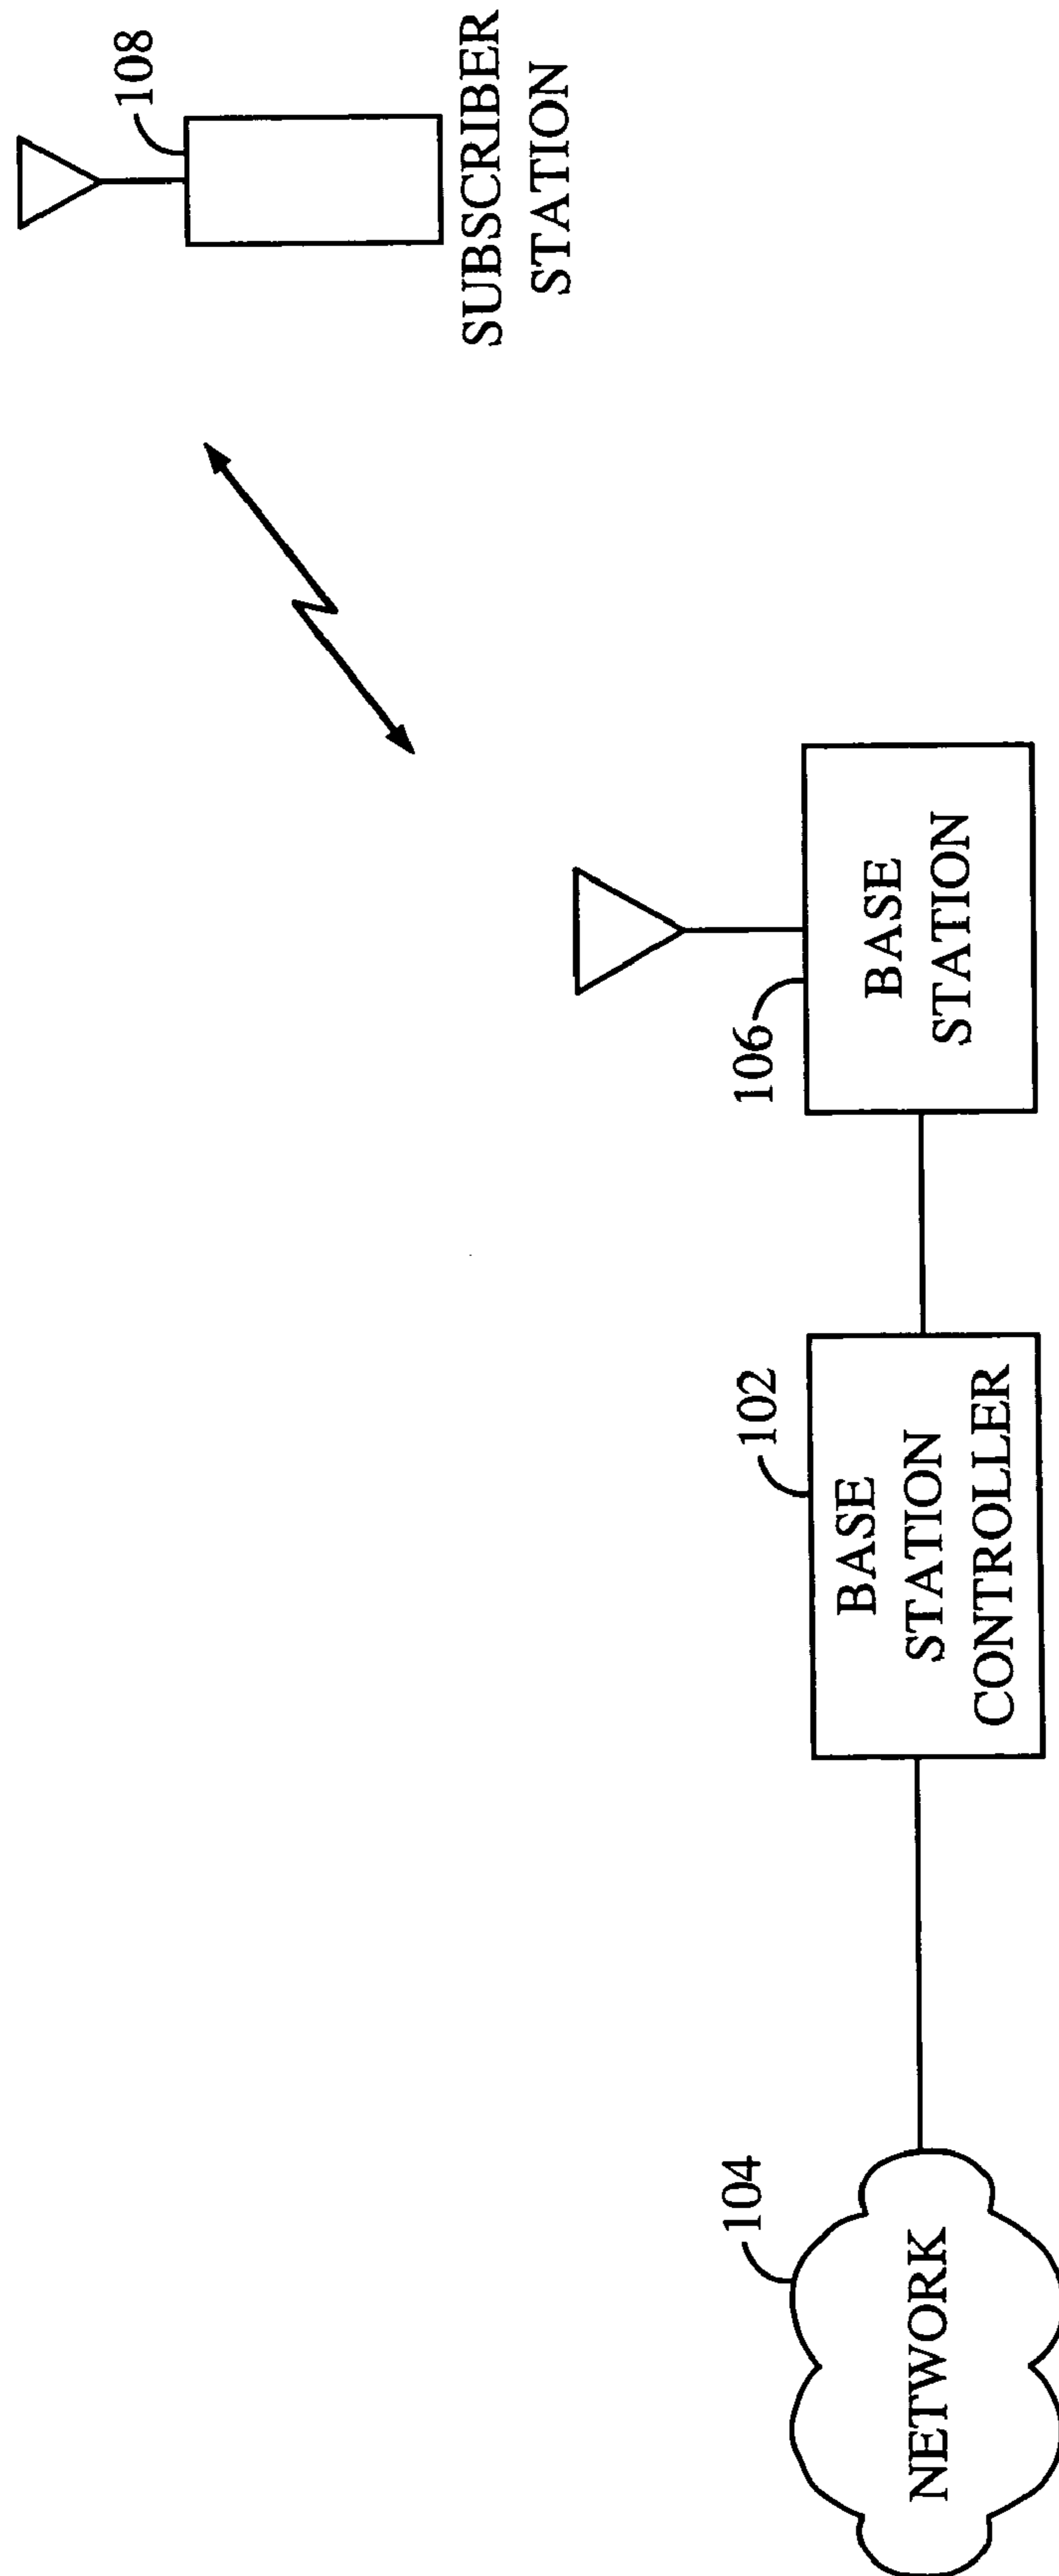 108
SUBSCRIBER
STATION
106
BASE
STATION
102
BASE
STATION
CONTROLLER
104
NETWORK